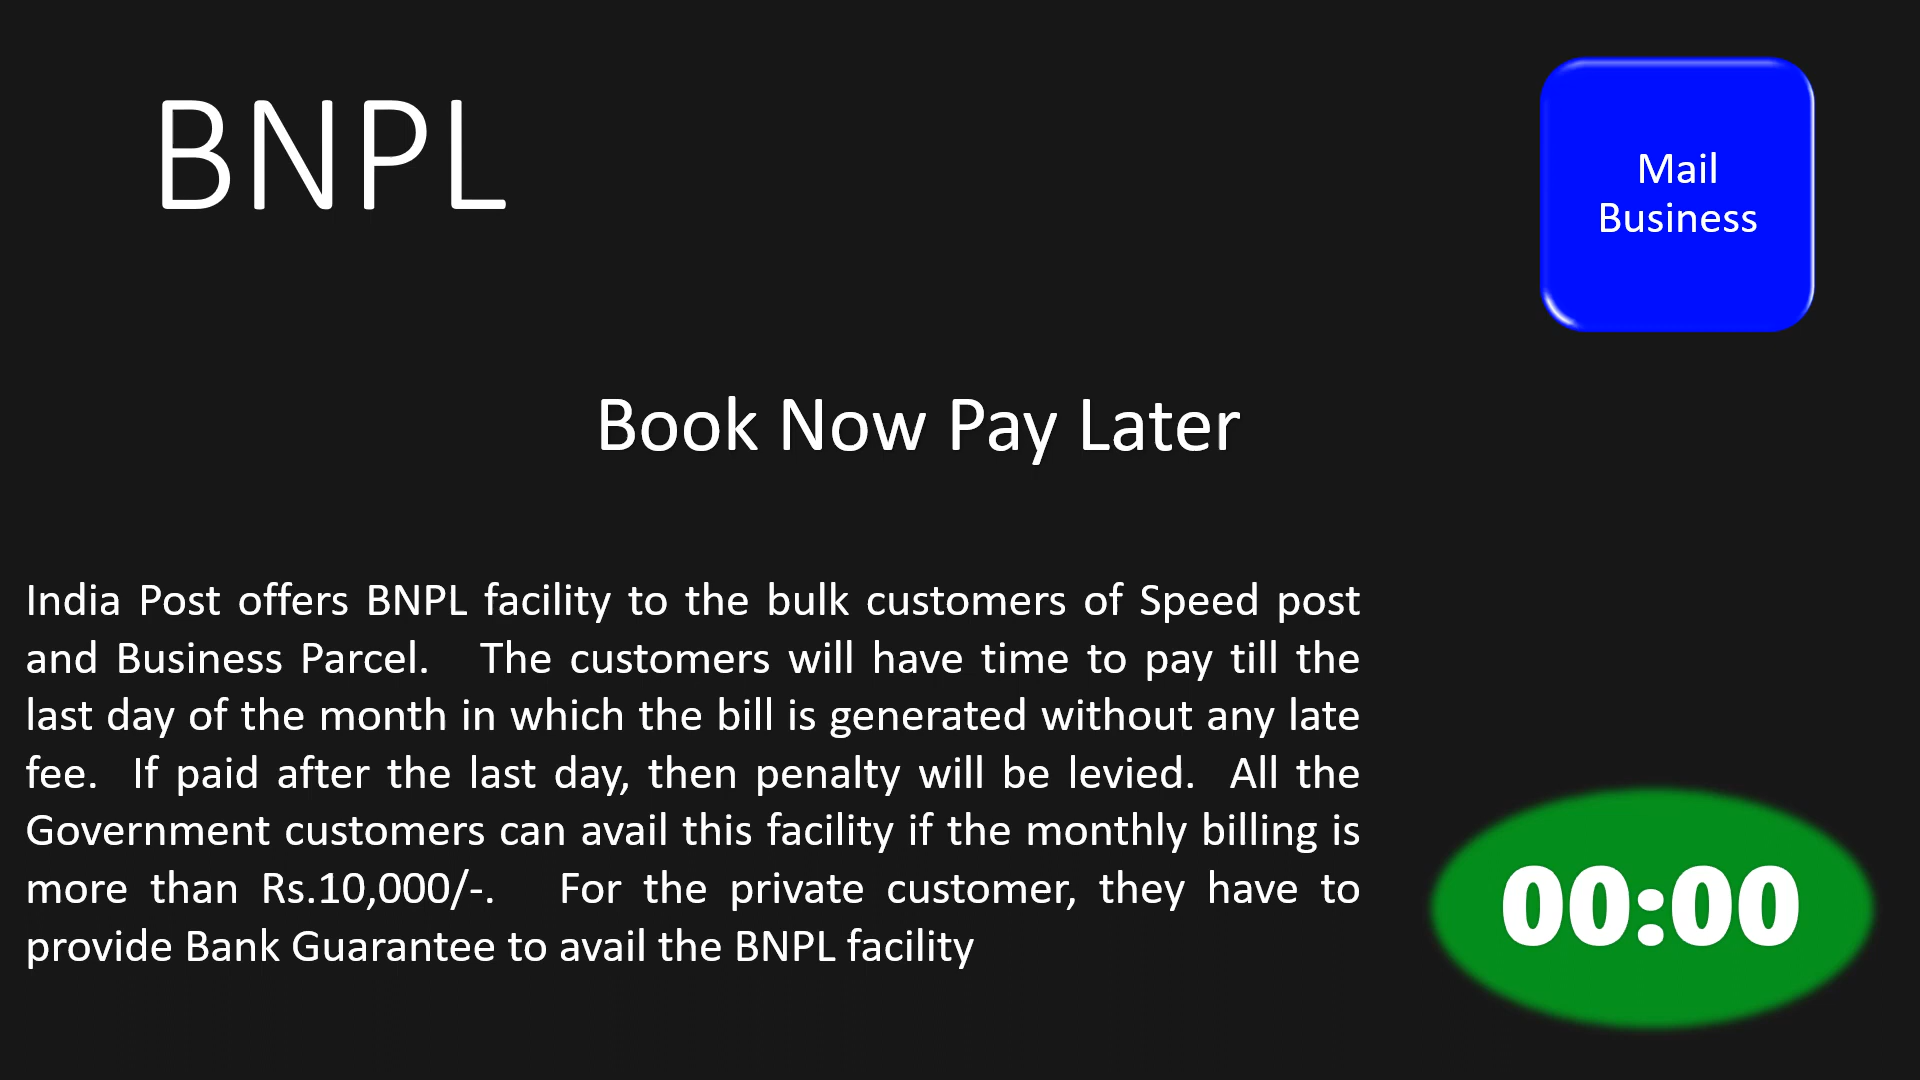 BNPL
Mail
Business
Book Now Pay Later
India Post offers BNPL facility to the bulk customers of Speed post
and Business Parcel. The customers will have time to pay till the
last day of the month in which the bill is generated without any late
fee. If paid after the last day, then penalty will be levied. All the
Government customers can avail this facility if the monthly billing is
more than Rs.10,000/-. For the private customer, they have to
provide Bank Guarantee to avail the BNPL facility
00:00